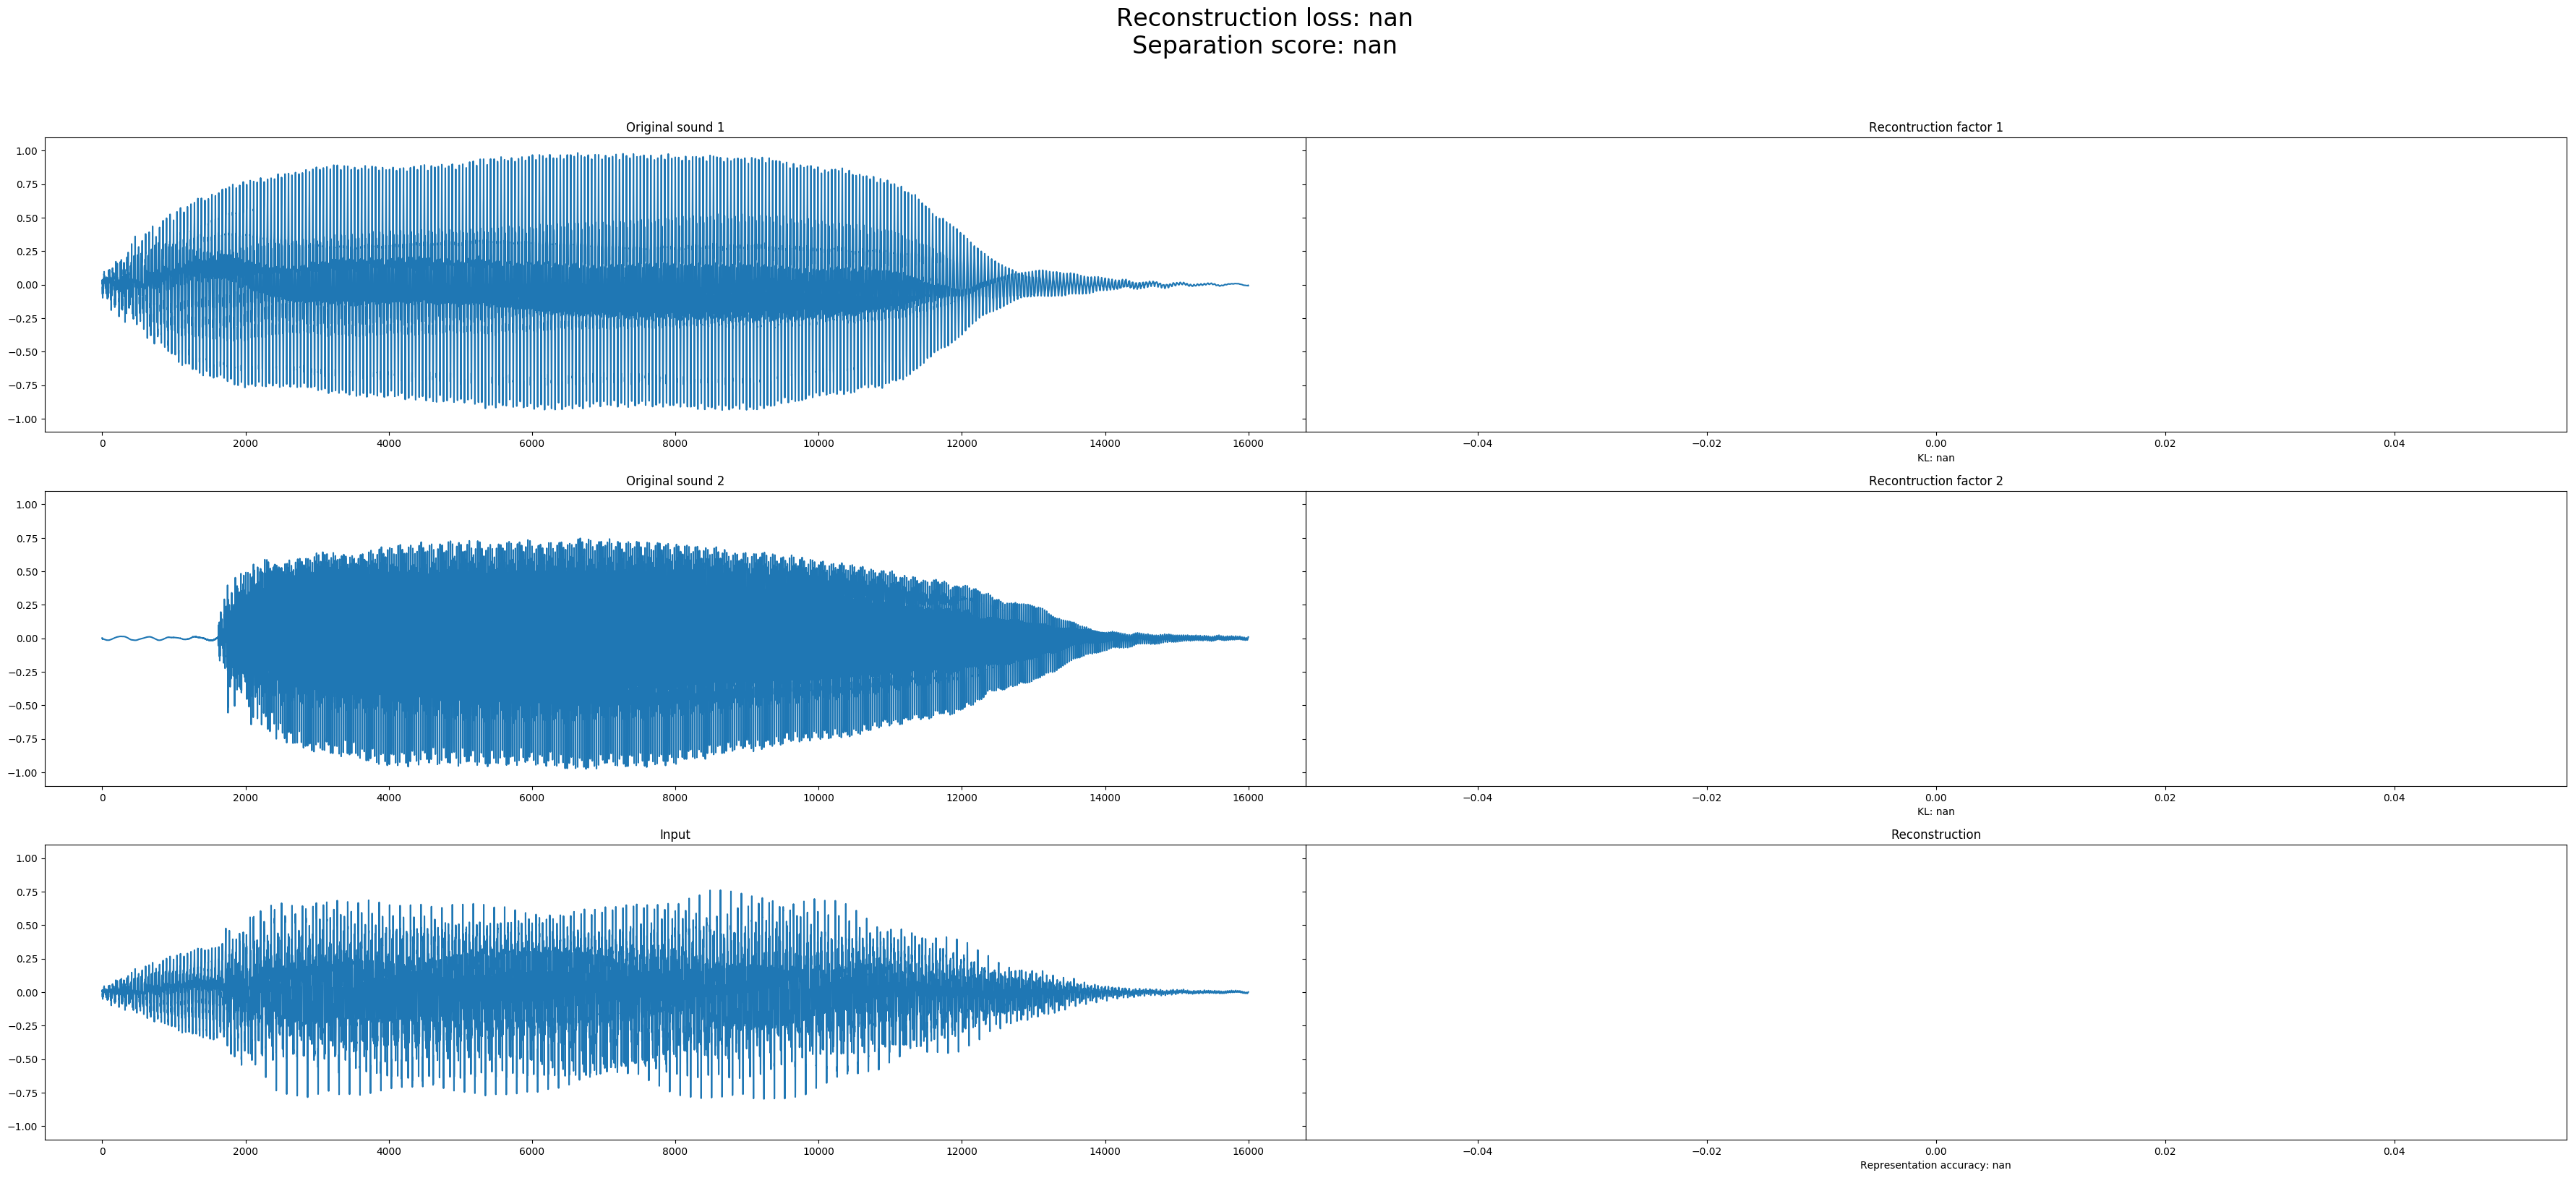 Reconstruction loss: nan
Separation score: nan
Original sound 1
Recontruction factor 1
1.00
0.75
0.50
0.25
0.00
−0.25
−0.50
−0.75
−1.00
0 2000 4000 6000 8000 10000 12000 14000 16000
−0.04 −0.02 0.00 0.02 0.04
KL: nan
Original sound 2
Recontruction factor 2
1.00
0.75
0.50
0.25
0.00
−0.25
−0.50
−0.75
−1.00
0 2000 4000 6000 8000 10000 12000 14000 16000
−0.04 −0.02 0.00 0.02 0.04
KL: nan
Input
Reconstruction
1.00
0.75
0.50
0.25
0.00
−0.25
−0.50
−0.75
−1.00
0 2000 4000 6000 8000 10000 12000 14000 16000
−0.04 −0.02 0.00 0.02 0.04
Representation accuracy: nan